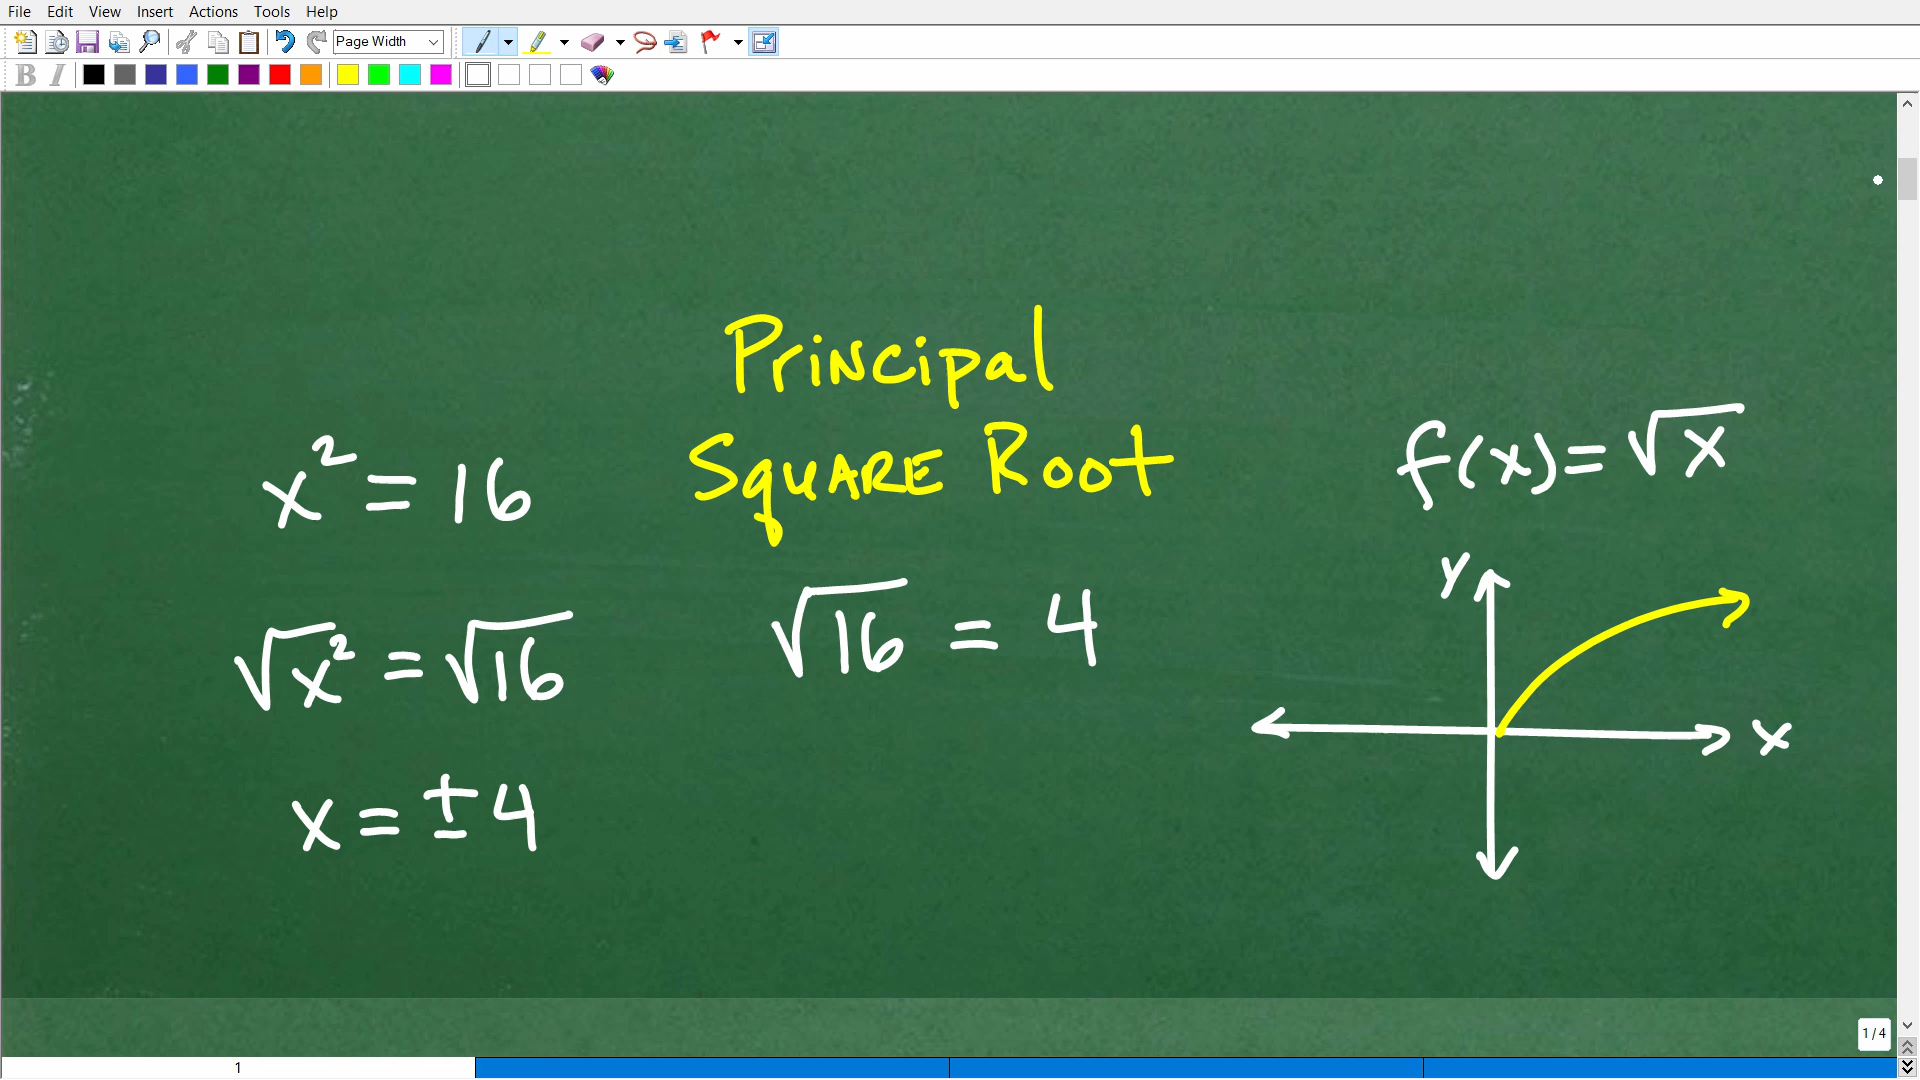 File Edit View Insert Actions Tools Help
Page Width
B I
Principal
Square Root
x² = 16
√x² = √16
x = ±4
√16 = 4
f(x) = √x
y
x
1 / 4
1